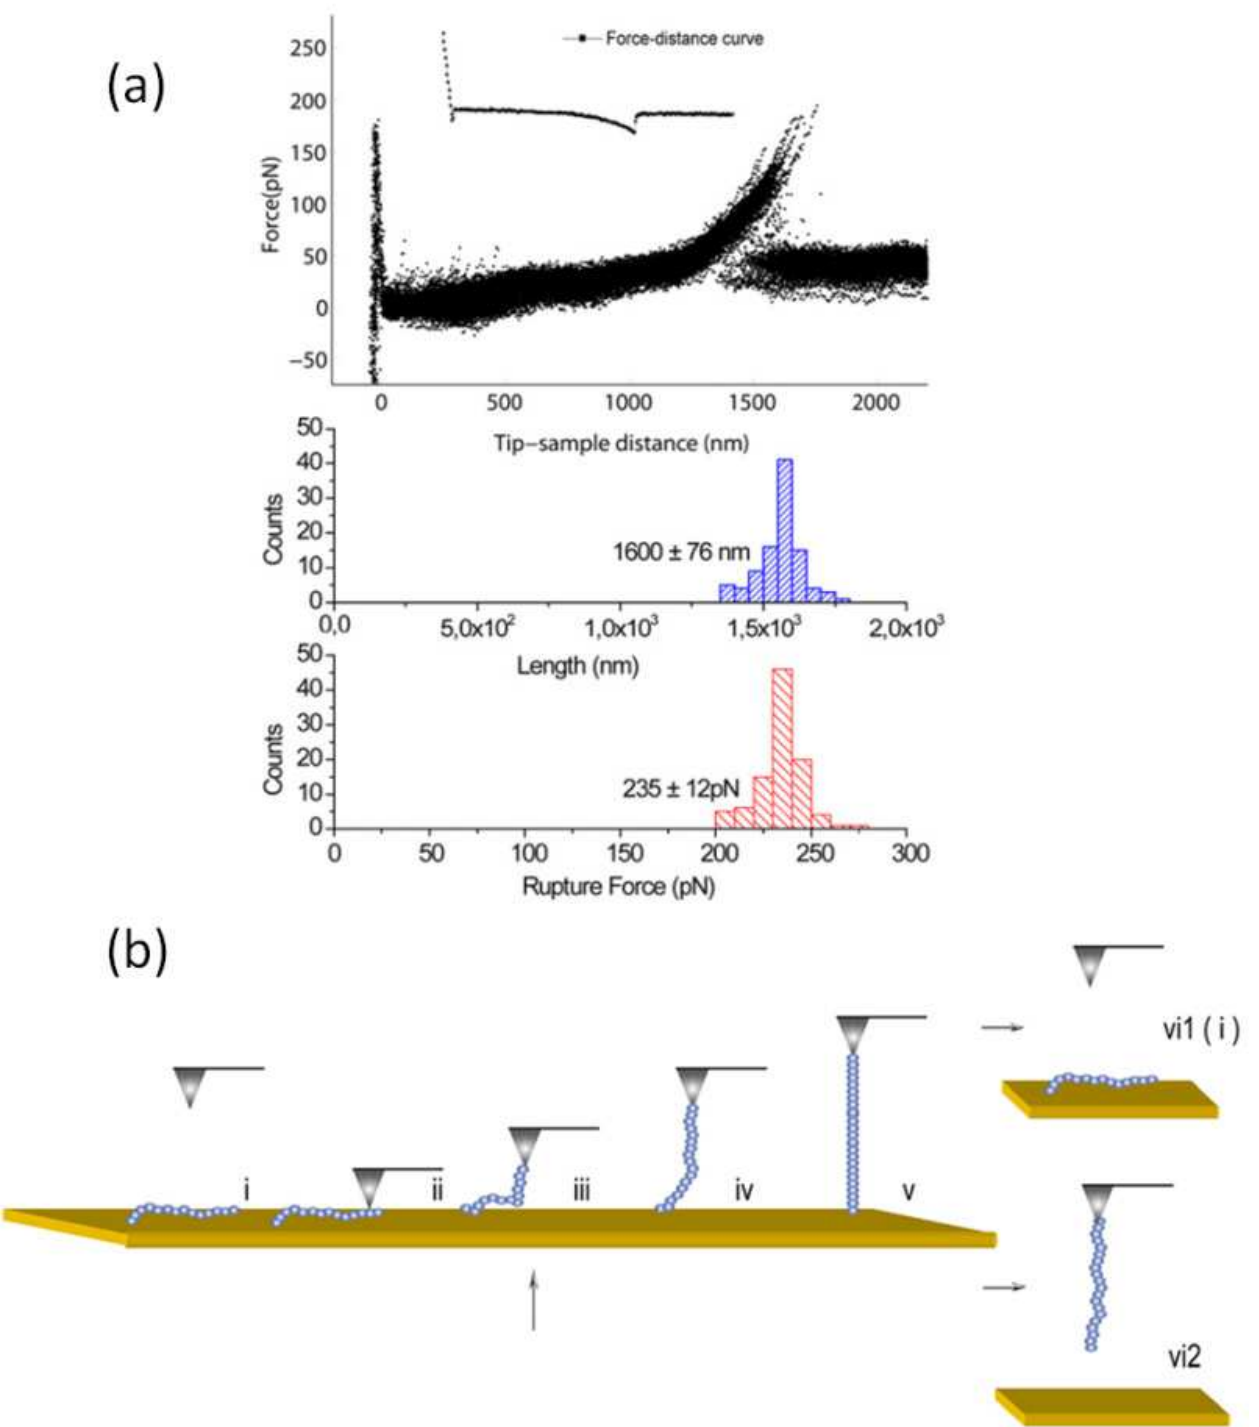 (a)
Force-distance curve
250
200
150
100
50
0
−50
Force(pN)
0 500 1000 1500 2000
Tip−sample distance (nm)
50
40
30
20
10
0
Counts
1600 ± 76 nm
0,0 5,0x10² 1,0x10³ 1,5x10³ 2,0x10³
Length (nm)
50
40
30
20
10
0
Counts
235 ± 12pN
0 50 100 150 200 250 300
Rupture Force (pN)
(b)
vi1 ( i )
i ii iii iv v
vi2